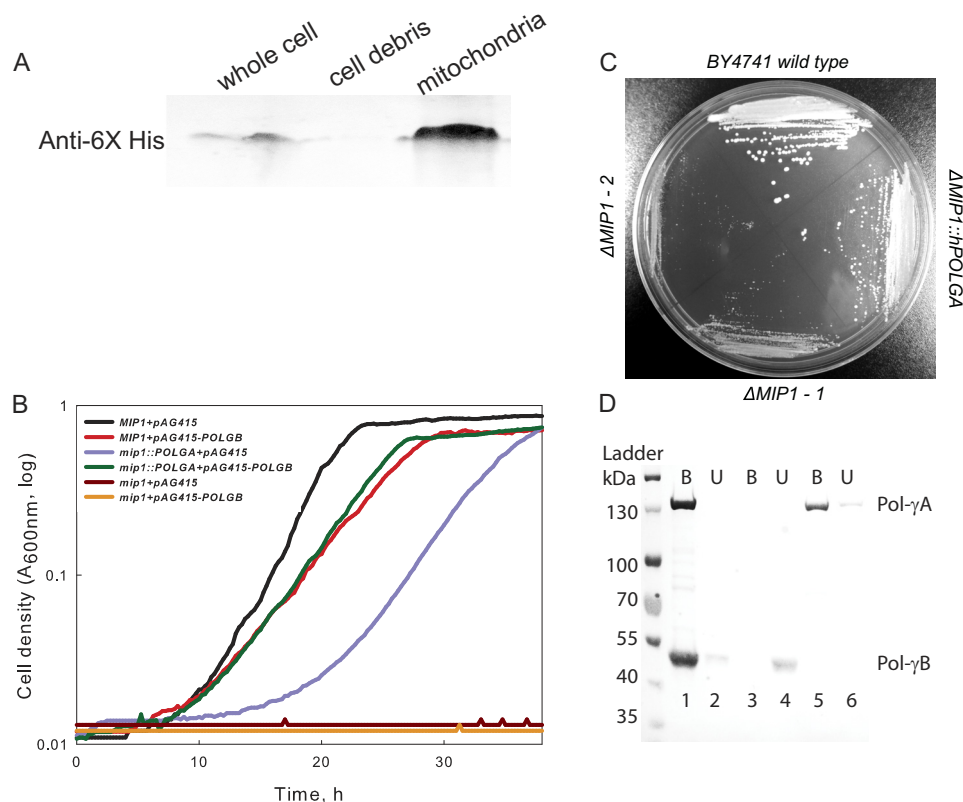 A
whole cell
cell debris
mitochondria
Anti-6X His
B
1
0.1
0.01
Cell density (A600nm, log)
MIP1+pAG415
MIP1+pAG415-POLGB
mip1::POLGA+pAG415
mip1::POLGA+pAG415-POLGB
mip1+pAG415
mip1+pAG415-POLGB
0
10
20
30
Time, h
C
BY4741 wild type
ΔMIP1 - 2
ΔMIP1::hPOLGA
ΔMIP1 - 1
D
Ladder
kDa
B U B U B U
130
100
70
55
40
35
Pol-γA
Pol-γB
1 2 3 4 5 6